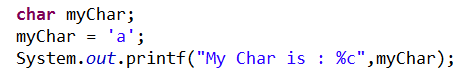 char myChar;
myChar = 'a';
System.out.printf("My Char is : %c",myChar);